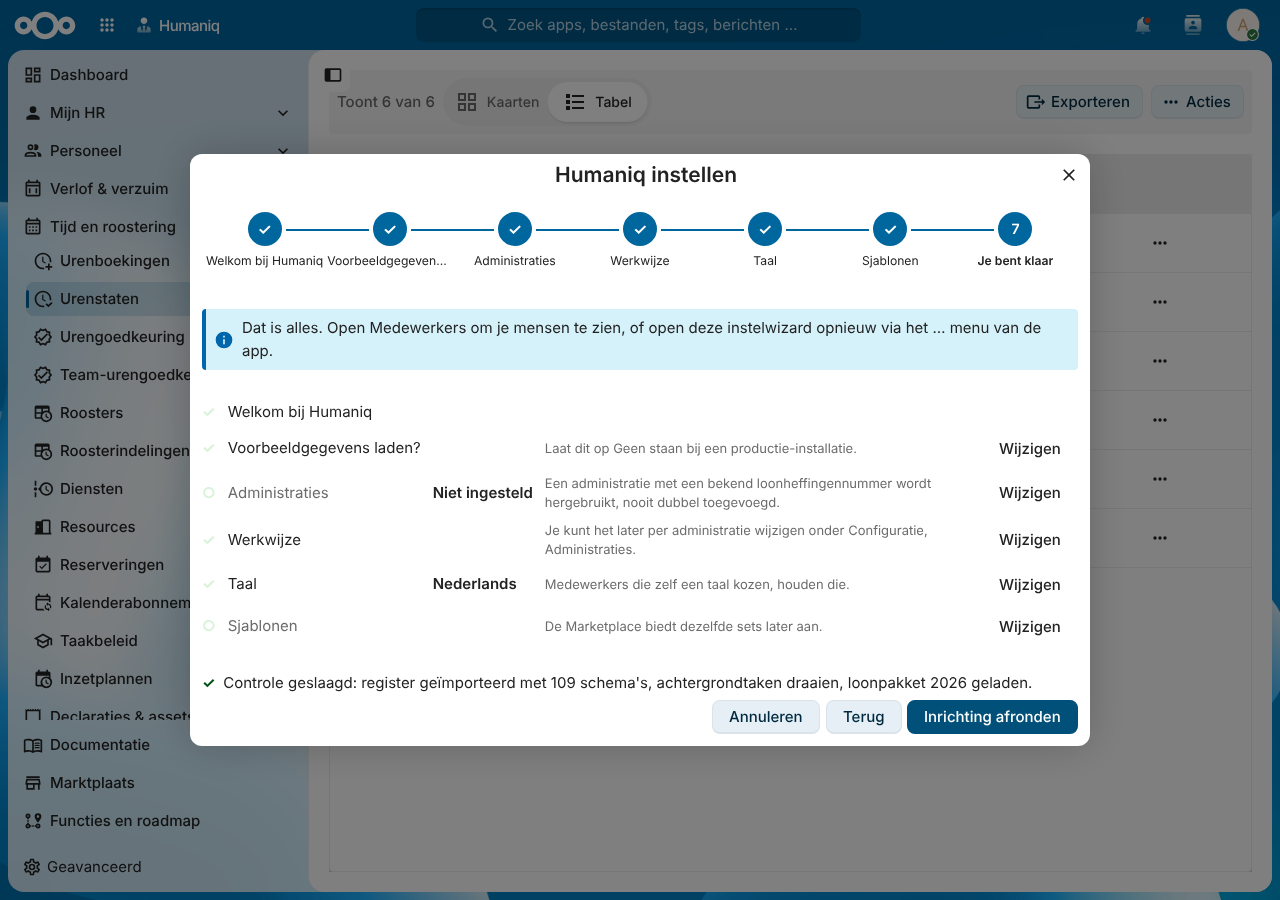 Humaniq
Zoek apps, bestanden, tags, berichten ...
A
Dashboard
Mijn HR
Personeel
Verlof & verzuim
Tijd en roostering
Urenboekingen
Urenstaten
Urengoedkeuring
Team-urengoedke
Roosters
Roosterindelingen
Diensten
Resources
Reserveringen
Kalenderabonnem
Taakbeleid
Inzetplannen
Declaraties & assets
Documentatie
Marktplaats
Functies en roadmap
Geavanceerd
Toont 6 van 6
Kaarten
Tabel
Exporteren
Acties
Humaniq instellen
7
Welkom bij Humaniq
Voorbeeldgegeven...
Administraties
Werkwijze
Taal
Sjablonen
Je bent klaar
Dat is alles. Open Medewerkers om je mensen te zien, of open deze instelwizard opnieuw via het ... menu van de
app.
Welkom bij Humaniq
Voorbeeldgegevens laden?
Laat dit op Geen staan bij een productie-installatie.
Wijzigen
Administraties
Niet ingesteld
Een administratie met een bekend loonheffingennummer wordt
hergebruikt, nooit dubbel toegevoegd.
Wijzigen
Werkwijze
Je kunt het later per administratie wijzigen onder Configuratie,
Administraties.
Wijzigen
Taal
Nederlands
Medewerkers die zelf een taal kozen, houden die.
Wijzigen
Sjablonen
De Marketplace biedt dezelfde sets later aan.
Wijzigen
Controle geslaagd: register geïmporteerd met 109 schema's, achtergrondtaken draaien, loonpakket 2026 geladen.
Annuleren
Terug
Inrichting afronden